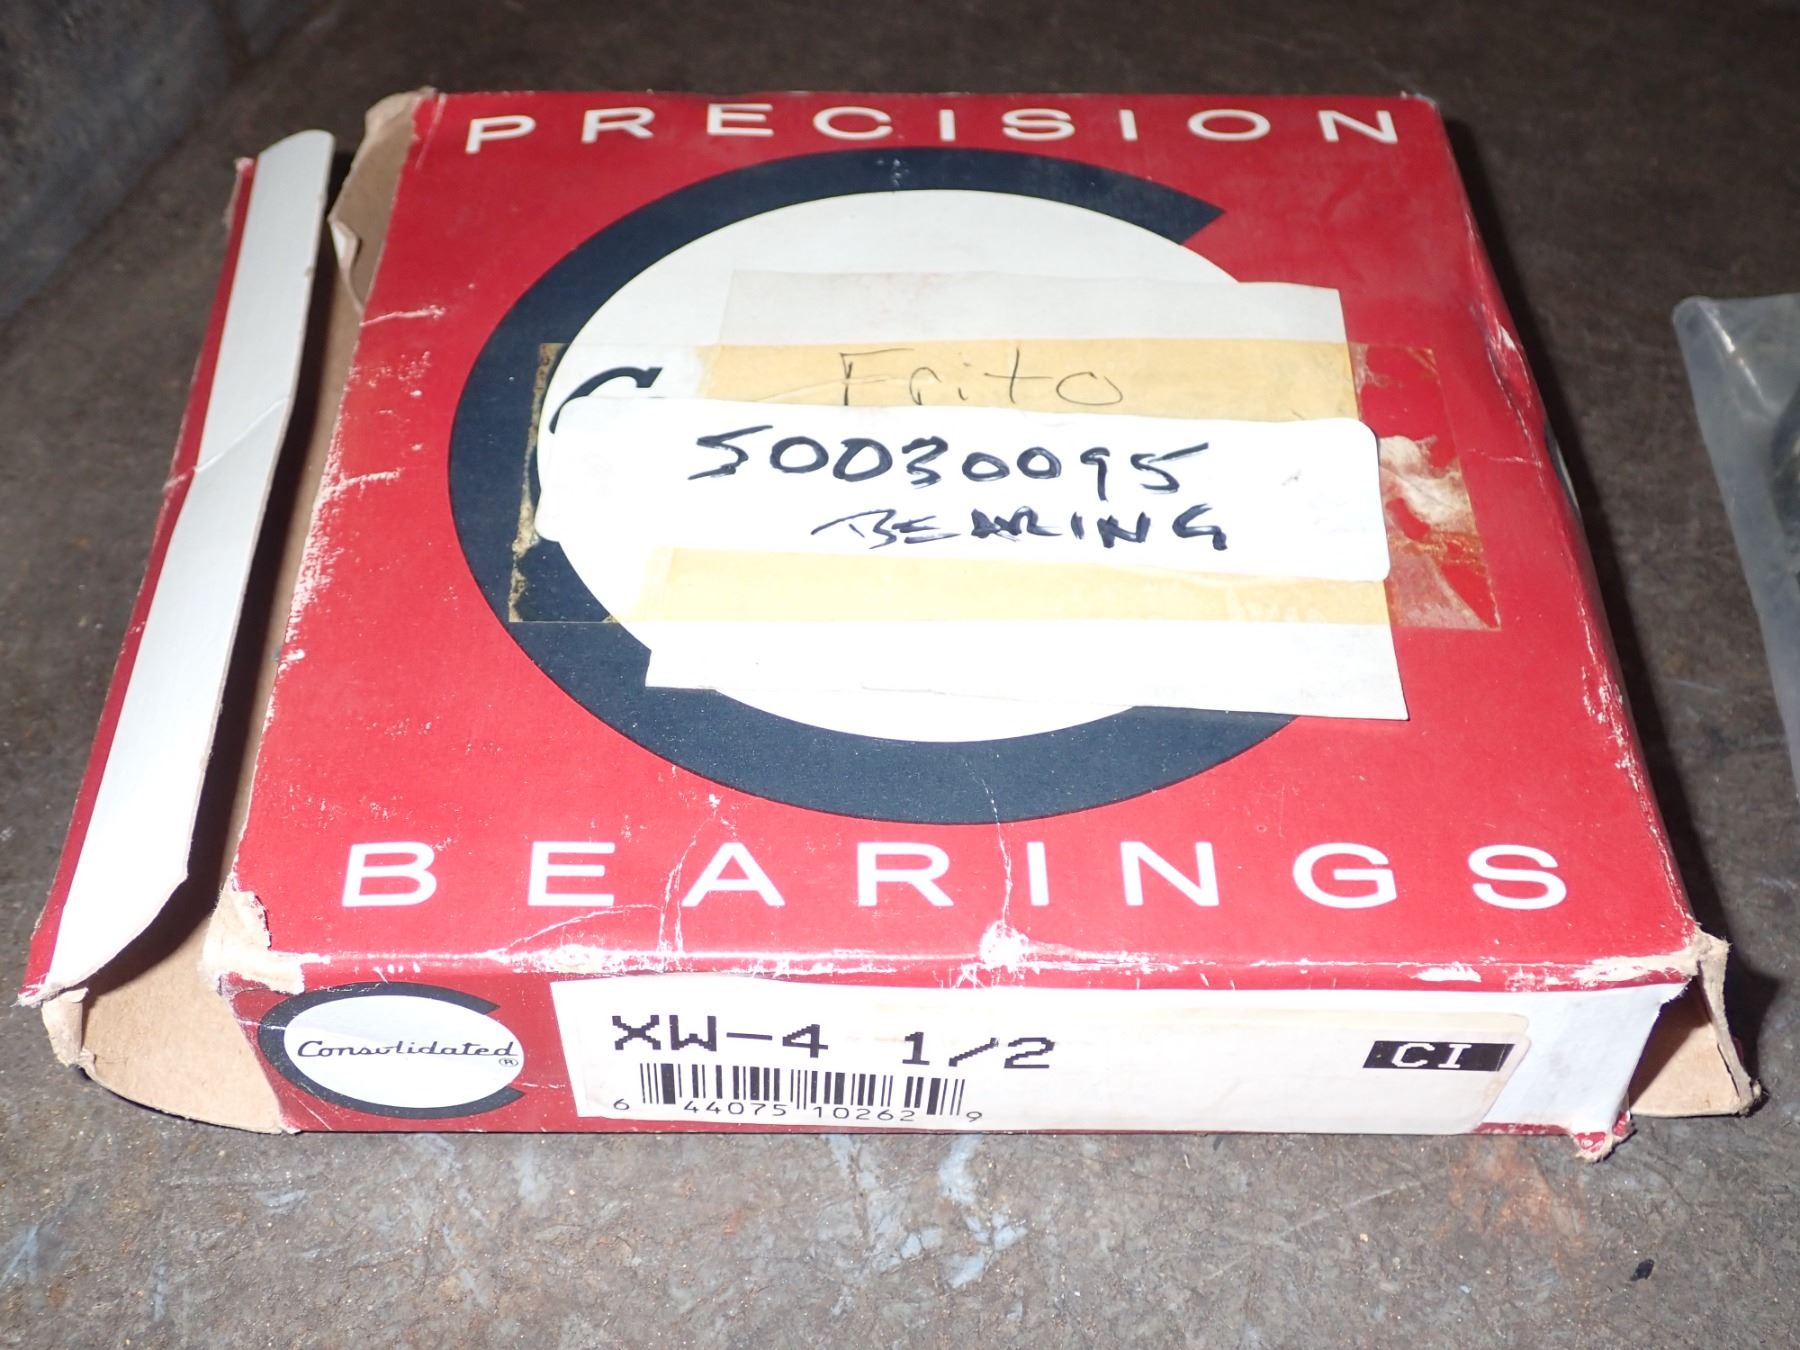 PRECISION
Frito
50030095
BEARING
BEARINGS
Consolidated®
XW-4 1/2
CI
6 44075 10262 9